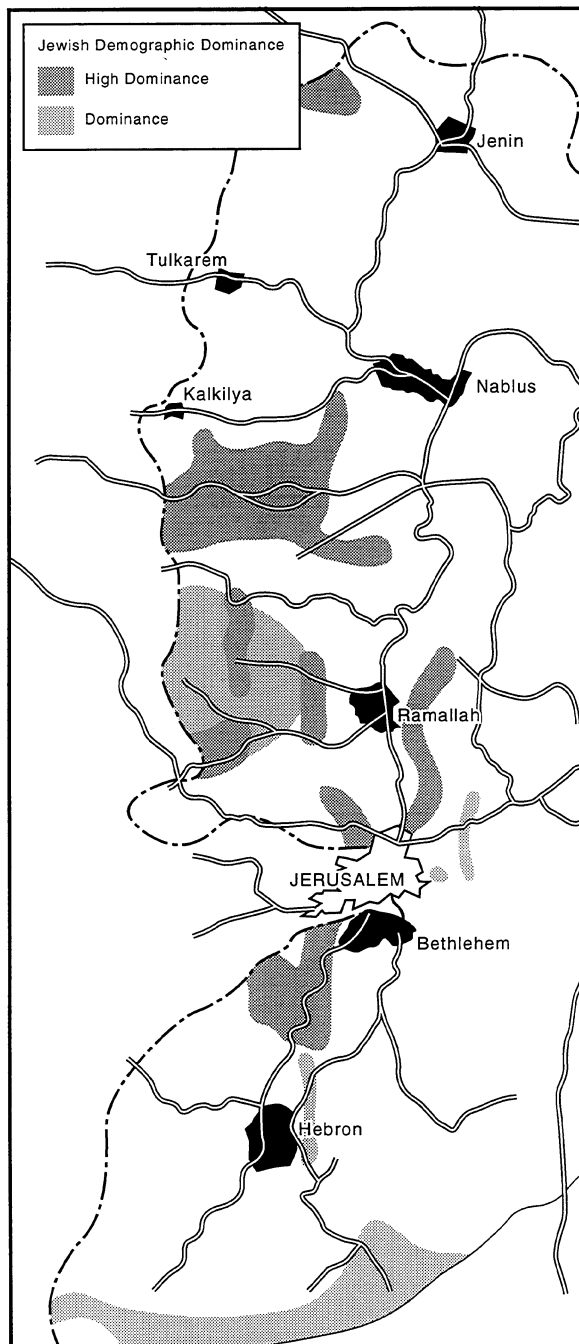 Jewish Demographic Dominance
High Dominance
Dominance
Jenin
Tulkarem
Nablus
Kalkilya
Ramallah
JERUSALEM
Bethlehem
Hebron